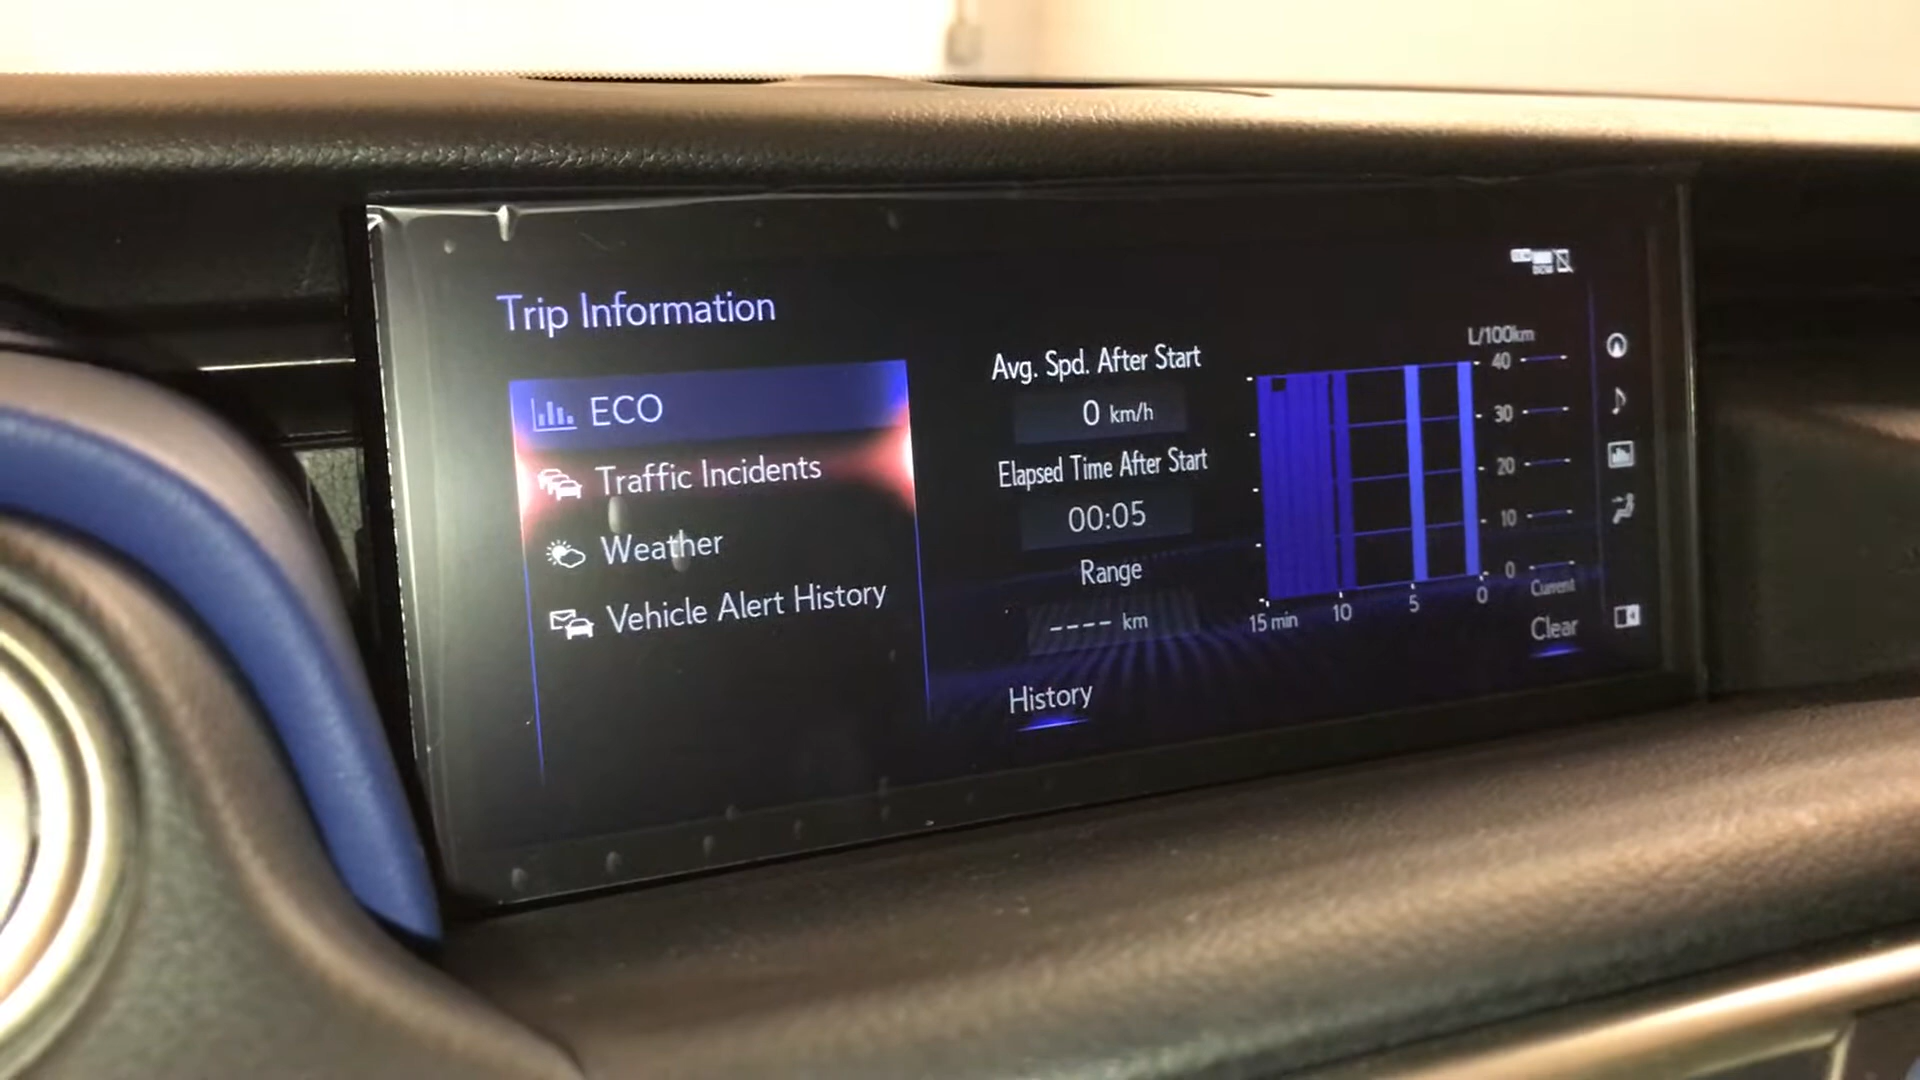 Trip Information
ECO
Traffic Incidents
Weather
Vehicle Alert History
Avg. Spd. After Start
0 km/h
Elapsed Time After Start
00:05
Range
---- km
History
L/100km
40
30
20
10
0
15 min 10 5 0
Current
Clear